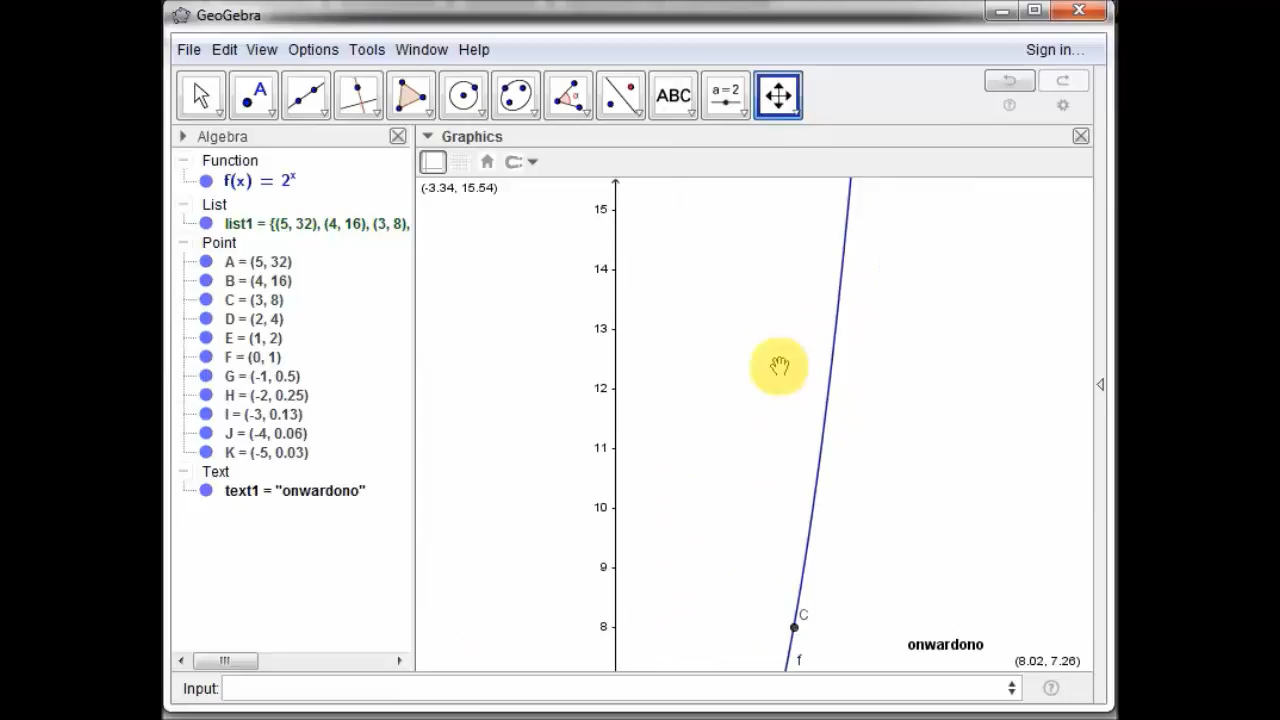 GeoGebra
File Edit View Options Tools Window Help Sign in...
A α ABC a=2
Algebra
Graphics
Function
f(x) = 2ˣ
List
list1 = {(5, 32), (4, 16), (3, 8),
Point
A = (5, 32)
B = (4, 16)
C = (3, 8)
D = (2, 4)
E = (1, 2)
F = (0, 1)
G = (-1, 0.5)
H = (-2, 0.25)
I = (-3, 0.13)
J = (-4, 0.06)
K = (-5, 0.03)
Text
text1 = "onwardono"
(-3.34, 15.54)
15
14
13
12
11
10
9
8
C
f
onwardono
(8.02, 7.26)
Input: